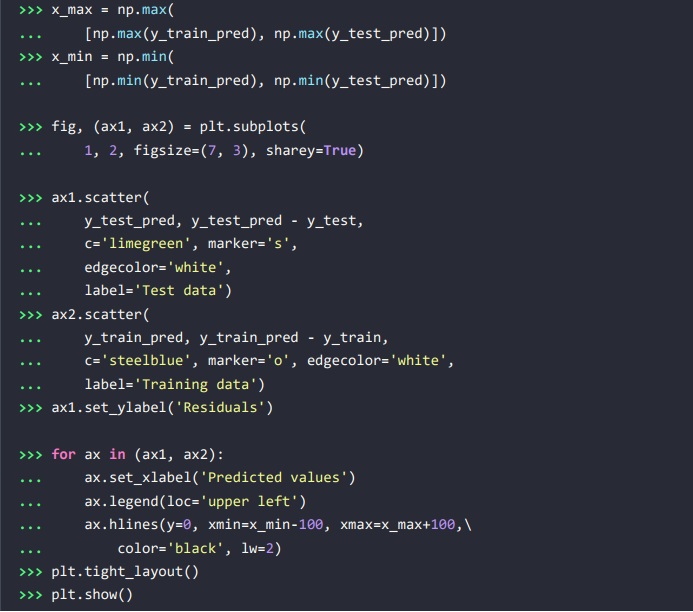 >>> x_max = np.max(
...     [np.max(y_train_pred), np.max(y_test_pred)])
>>> x_min = np.min(
...     [np.min(y_train_pred), np.min(y_test_pred)])
>>> fig, (ax1, ax2) = plt.subplots(
...     1, 2, figsize=(7, 3), sharey=True)
>>> ax1.scatter(
...     y_test_pred, y_test_pred - y_test,
...     c='limegreen', marker='s',
...     edgecolor='white',
...     label='Test data')
>>> ax2.scatter(
...     y_train_pred, y_train_pred - y_train,
...     c='steelblue', marker='o', edgecolor='white',
...     label='Training data')
>>> ax1.set_ylabel('Residuals')
>>> for ax in (ax1, ax2):
...     ax.set_xlabel('Predicted values')
...     ax.legend(loc='upper left')
...     ax.hlines(y=0, xmin=x_min-100, xmax=x_max+100,\
...         color='black', lw=2)
>>> plt.tight_layout()
>>> plt.show()